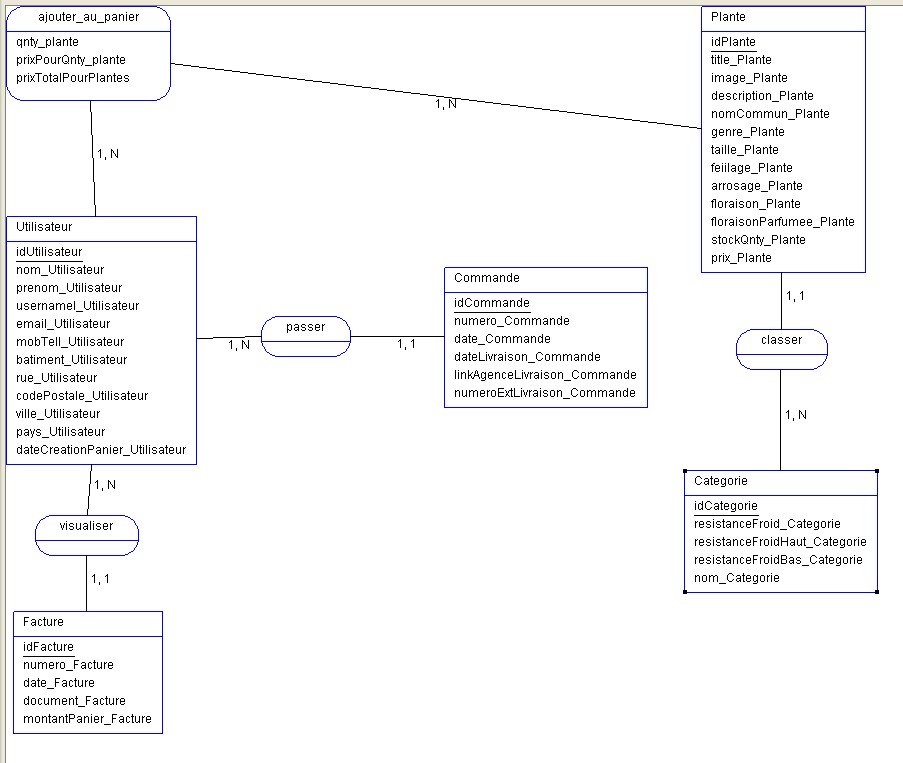 ajouter_au_panier
qnty_plante
prixPourQnty_plante
prixTotalPourPlantes
1, N
1, N
Plante
idPlante
title_Plante
image_Plante
description_Plante
nomCommun_Plante
genre_Plante
taille_Plante
feiilage_Plante
arrosage_Plante
floraison_Plante
floraisonParfumee_Plante
stockQnty_Plante
prix_Plante
Utilisateur
idUtilisateur
nom_Utilisateur
prenom_Utilisateur
usernamel_Utilisateur
email_Utilisateur
mobTell_Utilisateur
batiment_Utilisateur
rue_Utilisateur
codePostale_Utilisateur
ville_Utilisateur
pays_Utilisateur
dateCreationPanier_Utilisateur
1, N
passer
1, 1
Commande
idCommande
numero_Commande
date_Commande
dateLivraison_Commande
linkAgenceLivraison_Commande
numeroExtLivraison_Commande
1, 1
classer
1, N
Categorie
idCategorie
resistanceFroid_Categorie
resistanceFroidHaut_Categorie
resistanceFroidBas_Categorie
nom_Categorie
1, N
visualiser
1, 1
Facture
idFacture
numero_Facture
date_Facture
document_Facture
montantPanier_Facture